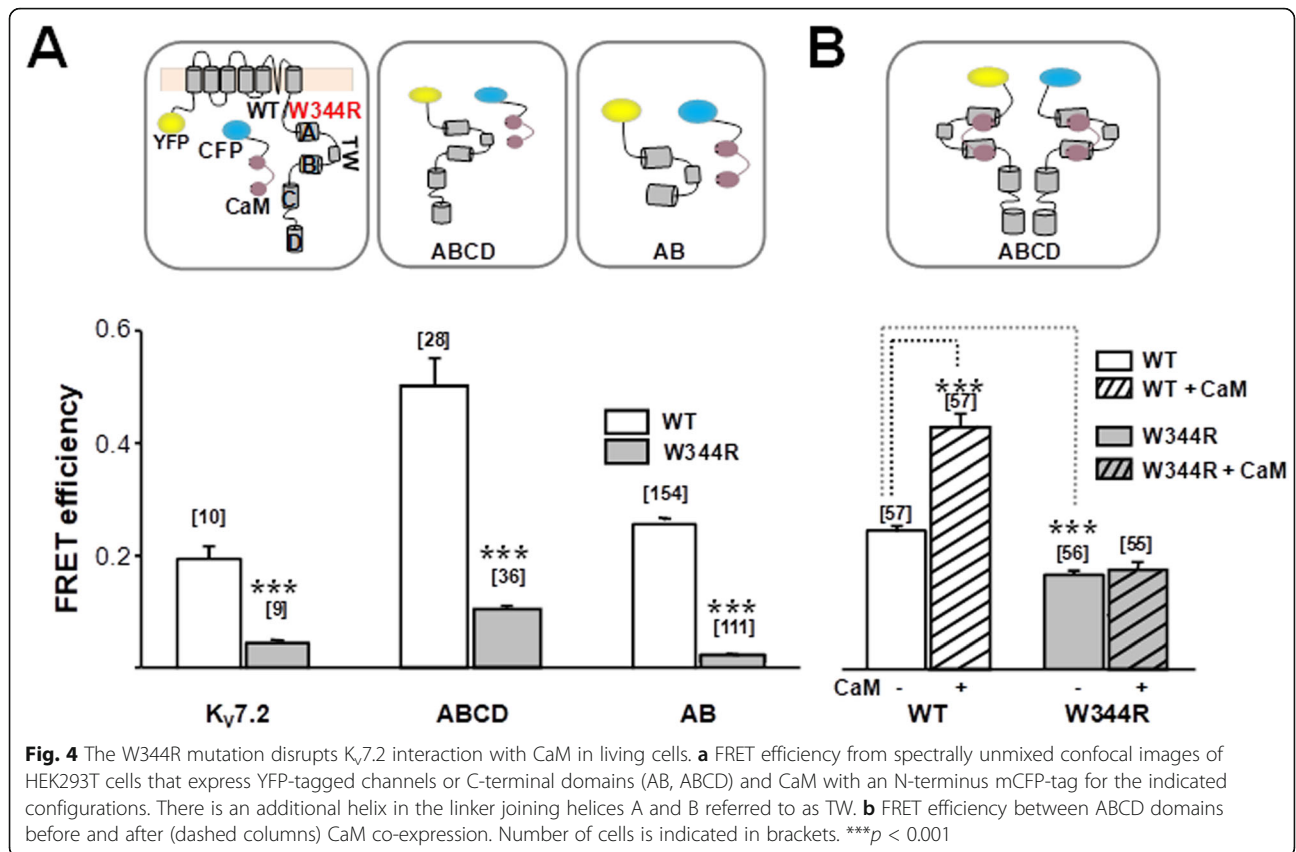 A
B
WT/W344R
YFP
CFP
A
TW
B
CaM
C
D
ABCD
AB
ABCD
FRET efficiency
0.6
0.4
0.2
[10]
***
[9]
[28]
***
[36]
[154]
***
[111]
WT
W344R
Kv7.2
ABCD
AB
[57]
***
[57]
***
[56]
[55]
WT
WT + CaM
W344R
W344R + CaM
CaM - + - +
WT W344R
Fig. 4 The W344R mutation disrupts Kv7.2 interaction with CaM in living cells. a FRET efficiency from spectrally unmixed confocal images of
HEK293T cells that express YFP-tagged channels or C-terminal domains (AB, ABCD) and CaM with an N-terminus mCFP-tag for the indicated
configurations. There is an additional helix in the linker joining helices A and B referred to as TW. b FRET efficiency between ABCD domains
before and after (dashed columns) CaM co-expression. Number of cells is indicated in brackets. ***p < 0.001